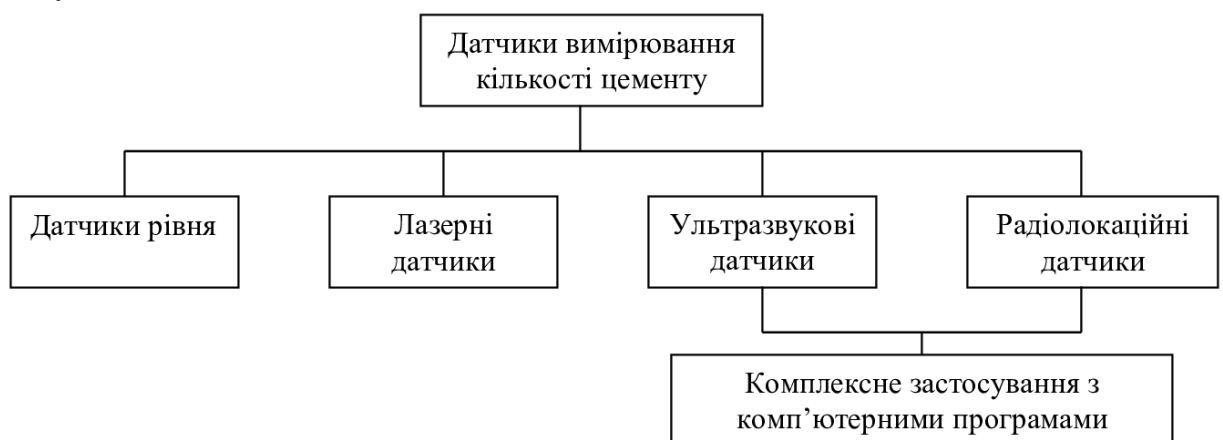 Датчики вимірювання
кількості цементу
Датчики рівня
Лазерні
датчики
Ультразвукові
датчики
Радіолокаційні
датчики
Комплексне застосування з
комп’ютерними програмами